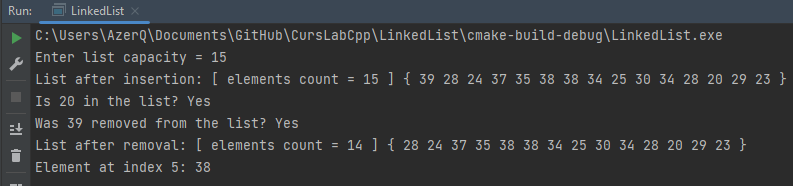 Run: LinkedList
C:\Users\AzerQ\Documents\GitHub\CursLabCpp\LinkedList\cmake-build-debug\LinkedList.exe
Enter list capacity = 15
List after insertion: [ elements count = 15 ] { 39 28 24 37 35 38 38 34 25 30 34 28 20 29 23 }
Is 20 in the list? Yes
Was 39 removed from the list? Yes
List after removal: [ elements count = 14 ] { 28 24 37 35 38 38 34 25 30 34 28 20 29 23 }
Element at index 5: 38